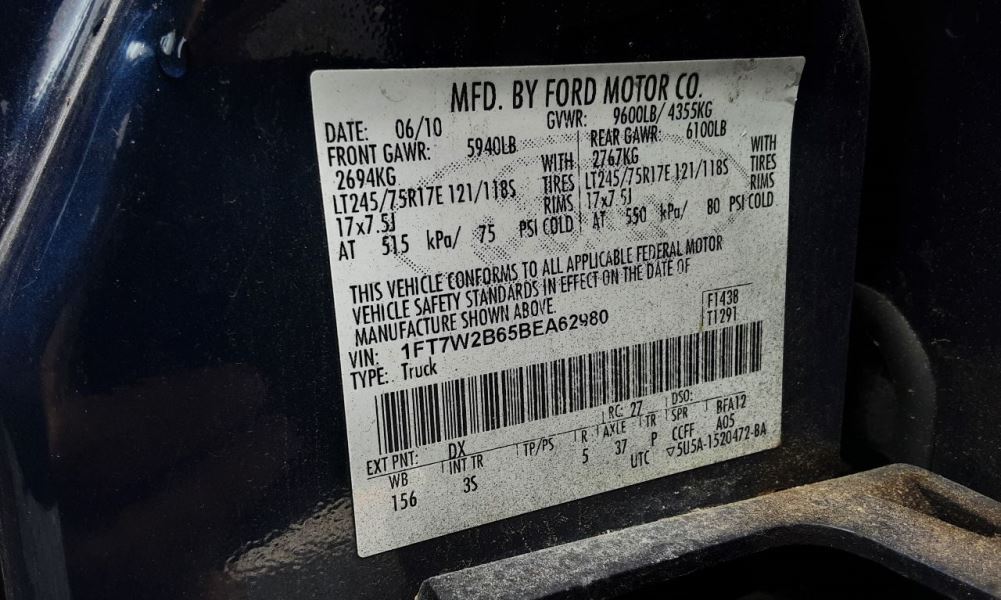 MFD. BY FORD MOTOR CO.
DATE: 06/10 GVWR: 9600LB/ 4355KG
FRONT GAWR: 5940LB REAR GAWR: 6100LB
2694KG WITH 2767KG WITH
LT245/75R17E 121/118S TIRES LT245/75R17E 121/118S TIRES
17x7.5J RIMS 17x7.5J RIMS
AT 515 kPa/ 75 PSI COLD AT 550 kPa/ 80 PSI COLD
THIS VEHICLE CONFORMS TO ALL APPLICABLE FEDERAL MOTOR
VEHICLE SAFETY STANDARDS IN EFFECT ON THE DATE OF
MANUFACTURE SHOWN ABOVE.
VIN: 1FT7W2B65BEA62980 F1438
TYPE: Truck T1291
EXT PNT: DX RC: 27 DSO:
WB INT TR TP/PS R AXLE TR SPR BFA12
156 3S 5 37 P CCFF A05
UTC ▽5U5A-1520472-BA